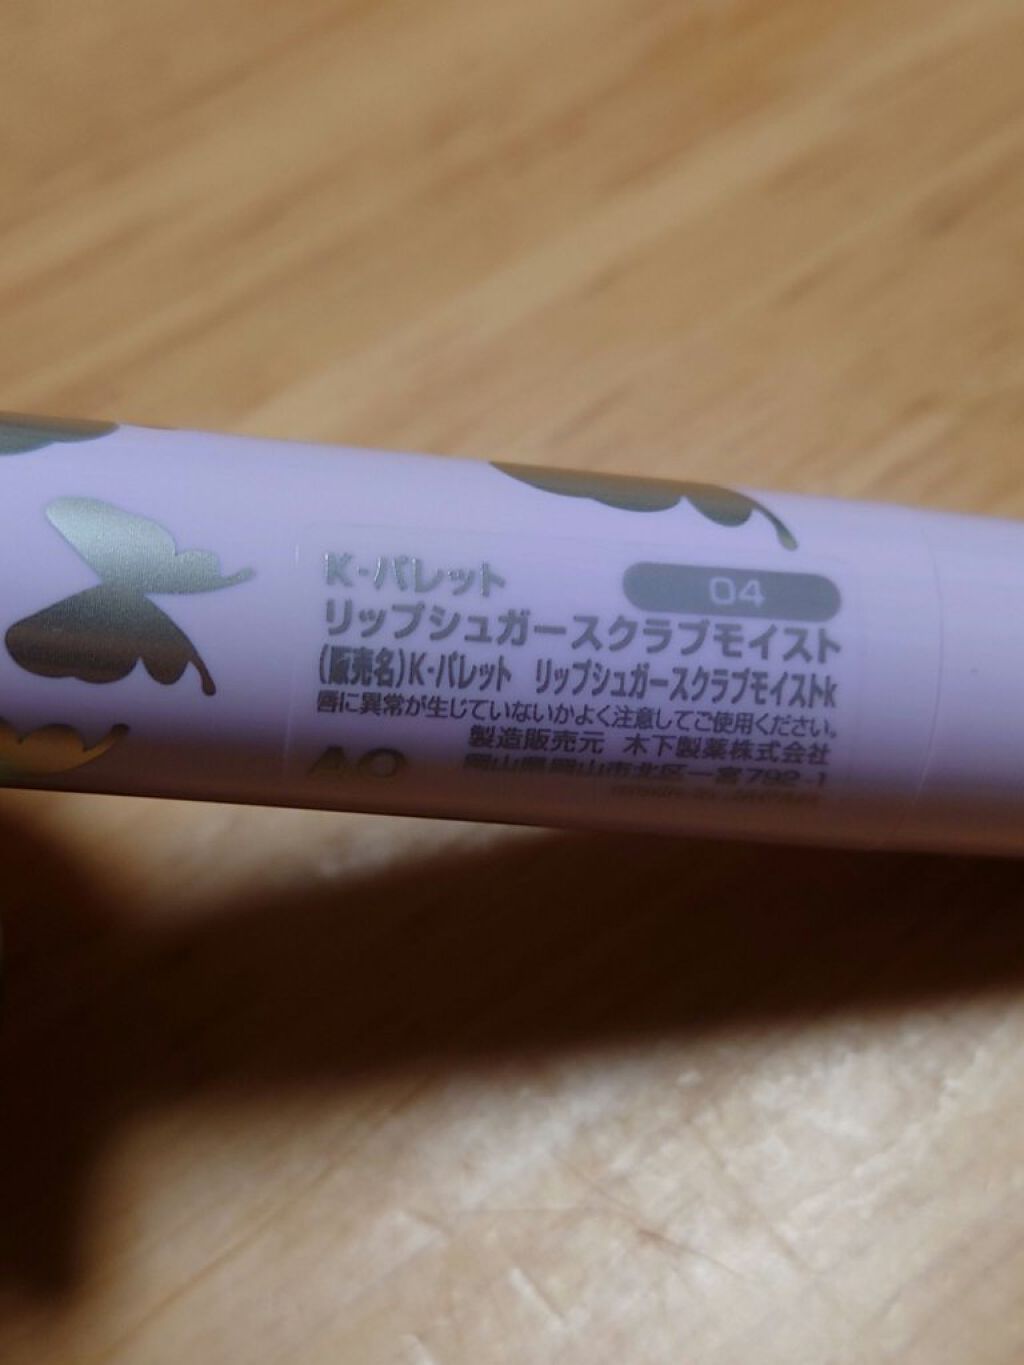 K-パレット
04
リップシュガースクラブモイスト
(販売名)K-パレット リップシュガースクラブモイストk
唇に異常が生じていないかよく注意してご使用ください。
製造販売元 木下製薬株式会社
岡山県岡山市北区一宮792-1